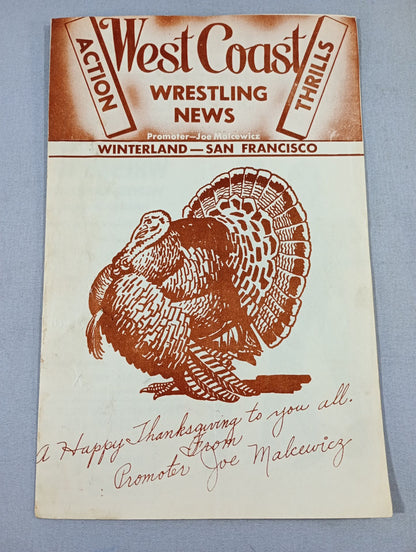 ACTION
West Coast
THRILLS
WRESTLING
NEWS
Promoter—Joe Malcewicz
WINTERLAND—SAN FRANCISCO
A Happy Thanksgiving to you all.
From
Promoter Joe Malcewicz